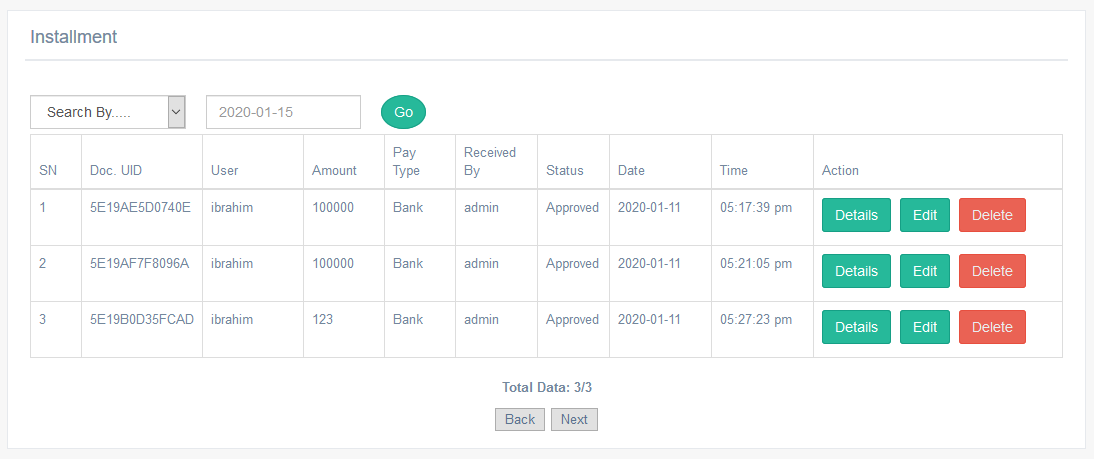 Installment
Search By..... 2020-01-15 Go
SN Doc. UID User Amount Pay Type Received By Status Date Time Action
1 5E19AE5D0740E ibrahim 100000 Bank admin Approved 2020-01-11 05:17:39 pm Details Edit Delete
2 5E19AF7F8096A ibrahim 100000 Bank admin Approved 2020-01-11 05:21:05 pm Details Edit Delete
3 5E19B0D35FCAD ibrahim 123 Bank admin Approved 2020-01-11 05:27:23 pm Details Edit Delete
Total Data: 3/3
Back Next